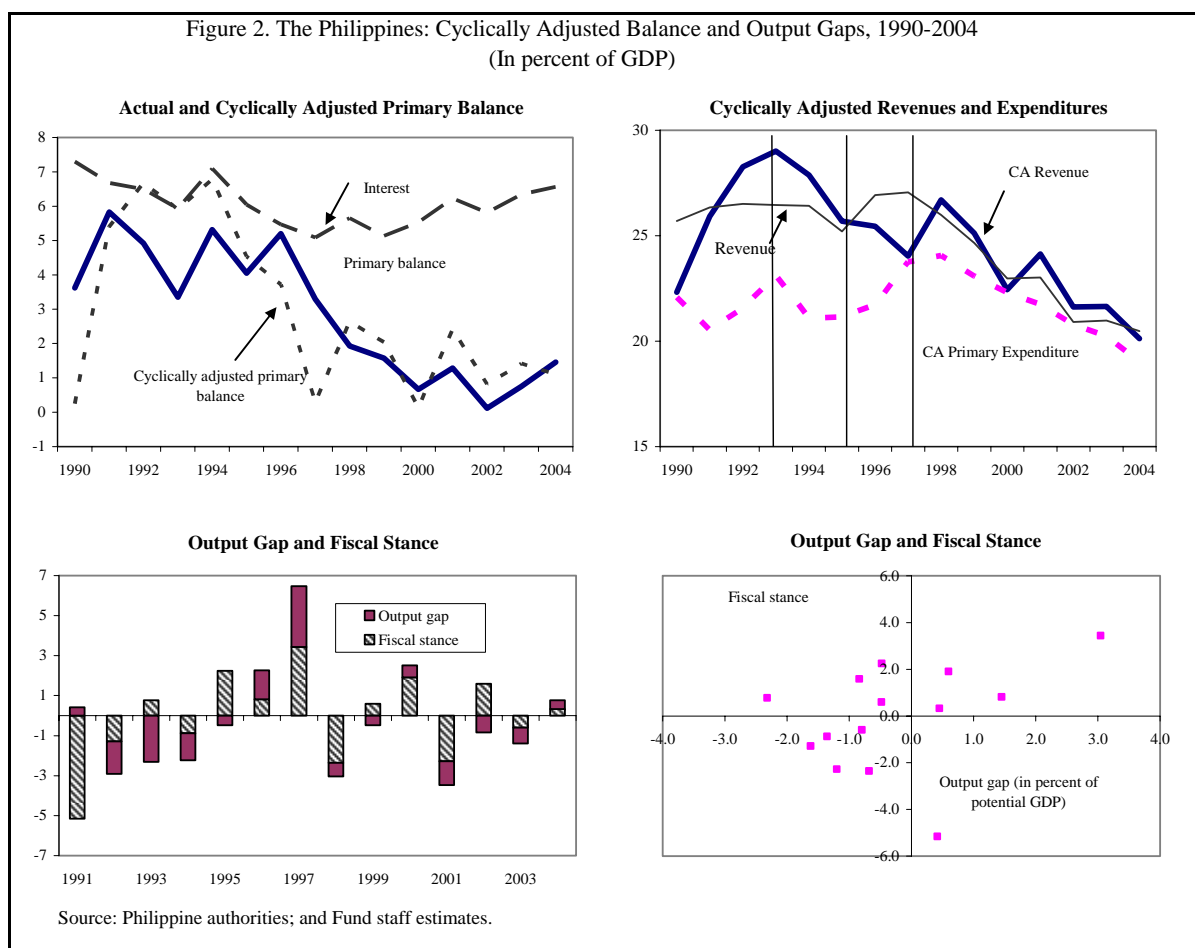 Figure 2. The Philippines: Cyclically Adjusted Balance and Output Gaps, 1990-2004
(In percent of GDP)
Actual and Cyclically Adjusted Primary Balance
8
7
6
5
4
3
2
1
0
-1
Interest
Primary balance
Cyclically adjusted primary
balance
1990 1992 1994 1996 1998 2000 2002 2004
Cyclically Adjusted Revenues and Expenditures
30
25
20
15
CA Revenue
Revenue
CA Primary Expenditure
1990 1992 1994 1996 1998 2000 2002 2004
Output Gap and Fiscal Stance
7
5
3
1
-1
-3
-5
-7
Output gap
Fiscal stance
1991 1993 1995 1997 1999 2001 2003
Output Gap and Fiscal Stance
Fiscal stance
6.0
4.0
2.0
0.0
-2.0
-4.0
-6.0
-4.0 -3.0 -2.0 -1.0 0.0 1.0 2.0 3.0 4.0
Output gap (in percent of
potential GDP)
Source: Philippine authorities; and Fund staff estimates.